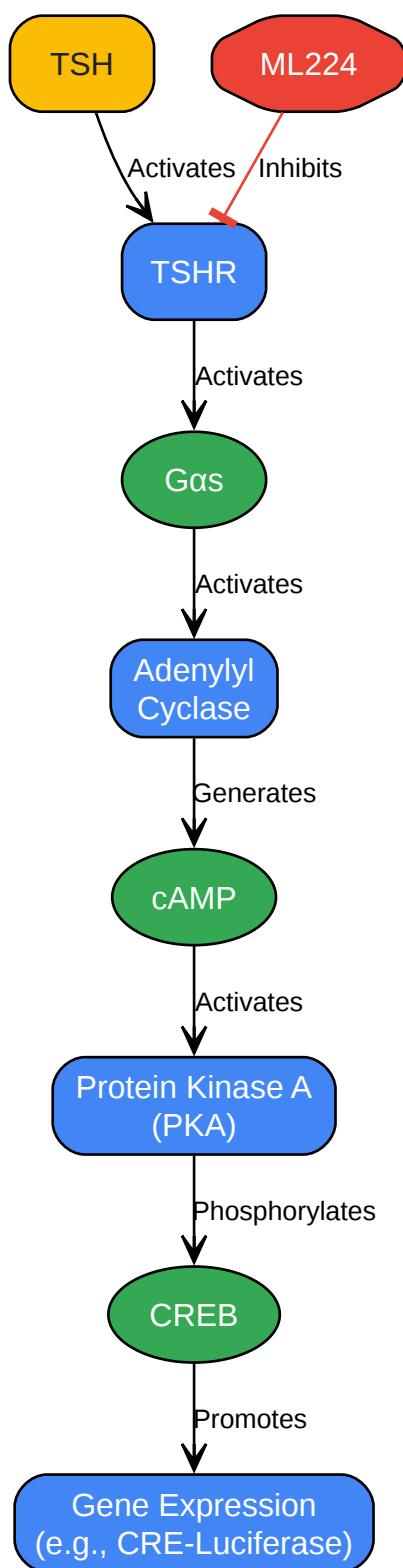 TSH
ML224
Activates
Inhibits
TSHR
Activates
Gαs
Activates
Adenylyl
Cyclase
Generates
cAMP
Activates
Protein Kinase A
(PKA)
Phosphorylates
CREB
Promotes
Gene Expression
(e.g., CRE-Luciferase)